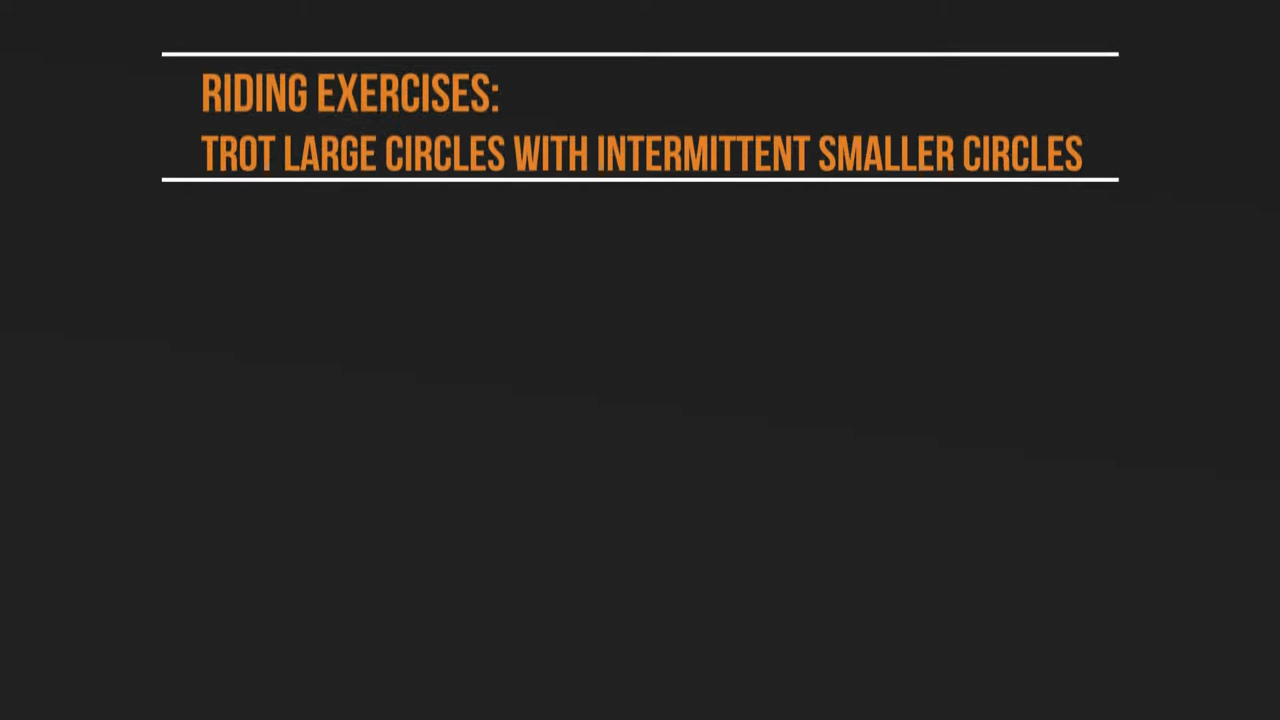 RIDING EXERCISES:
TROT LARGE CIRCLES WITH INTERMITTENT SMALLER CIRCLES